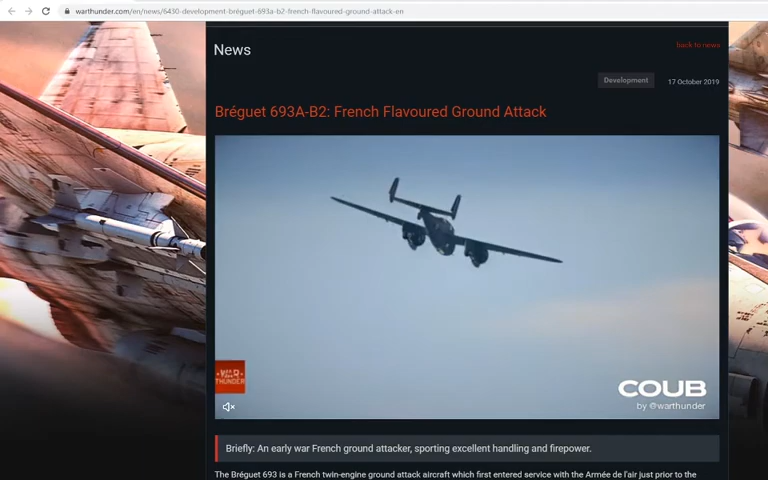 warthunder.com/en/news/6430-development-bréguet-693a-b2-french-flavoured-ground-attack-en
News
back to news
Development
17 October 2019
Bréguet 693A-B2: French Flavoured Ground Attack
WAR
THUNDER
COUB
by @warthunder
Briefly: An early war French ground attacker, sporting excellent handling and firepower.
The Bréguet 693 is a French twin-engine ground attack aircraft which first entered service with the Armée de l'air just prior to the